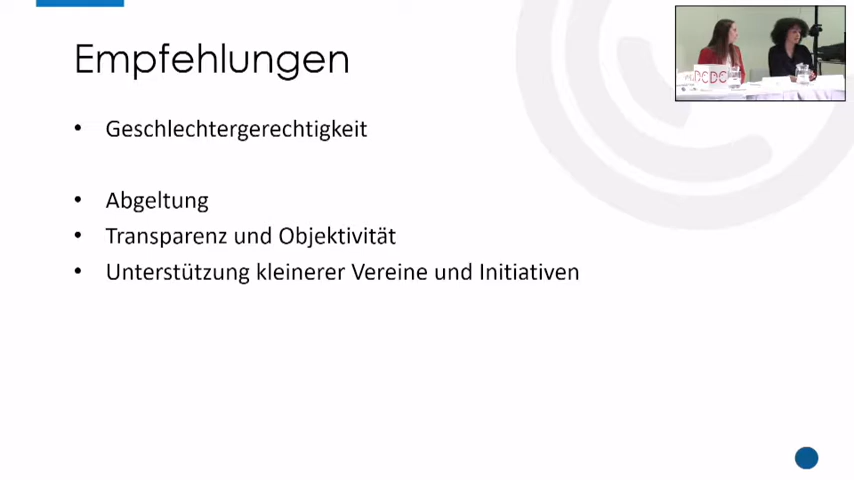 Empfehlungen
• Geschlechtergerechtigkeit
• Abgeltung
• Transparenz und Objektivität
• Unterstützung kleinerer Vereine und Initiativen